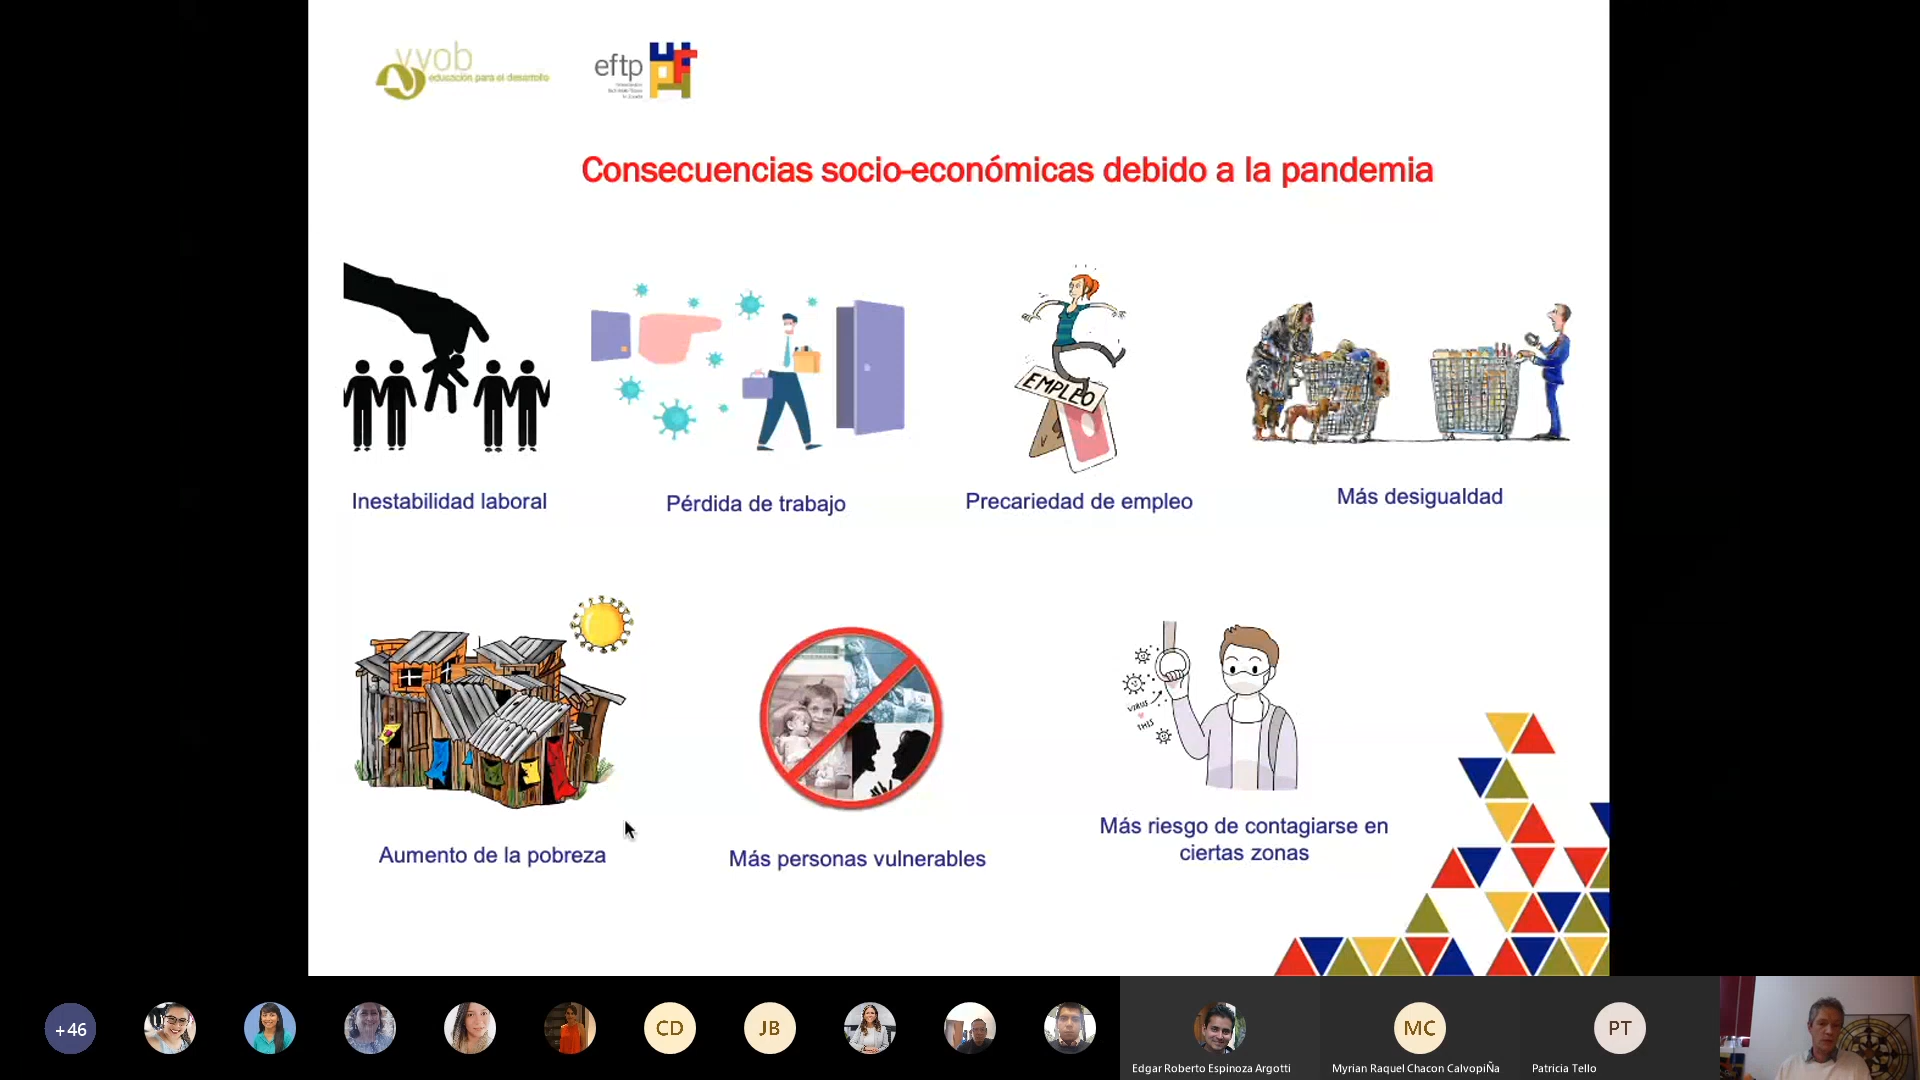 vvob
educación para el desarrollo
eftp
Consecuencias socio-económicas debido a la pandemia
EMPLEO
Inestabilidad laboral
Pérdida de trabajo
Precariedad de empleo
Más desigualdad
VIRUS
THIS
Aumento de la pobreza
Más personas vulnerables
Más riesgo de contagiarse en
ciertas zonas
+46
CD
JB
MC
PT
Edgar Roberto Espinoza Argotti
Myrian Raquel Chacon CalvopiÑa
Patricia Tello